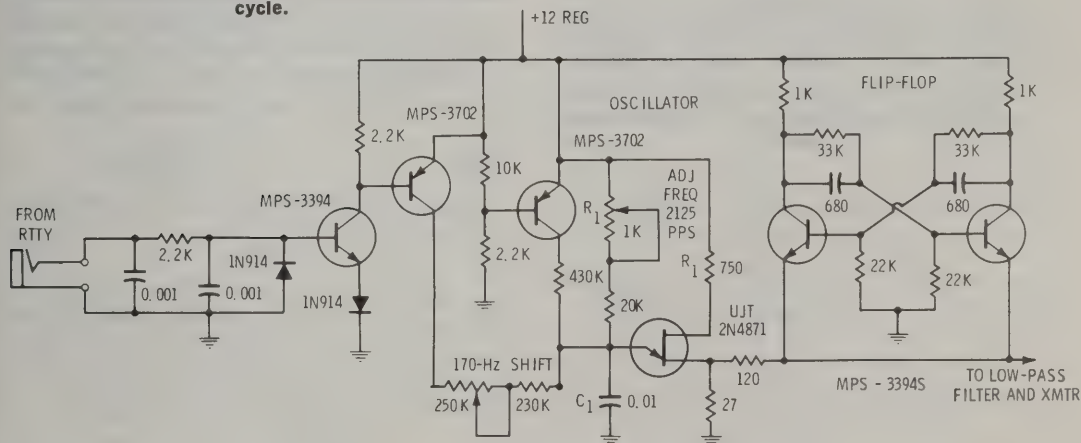 cycle.
+12 REG
FLIP-FLOP
1K
1K
OSCILLATOR
MPS-3702
MPS-3702
2.2K
33K
33K
10K
ADJ
FREQ
2125
PPS
MPS-3394
R1
1K
680
680
FROM
RTTY
2.2K
2.2K
R1
750
1N914
430K
22K
22K
0.001
0.001
1N914
20K
UJT
2N4871
170-Hz SHIFT
120
MPS - 3394S
TO LOW-PASS
FILTER AND XMTR
250K
230K
C1
0.01
27